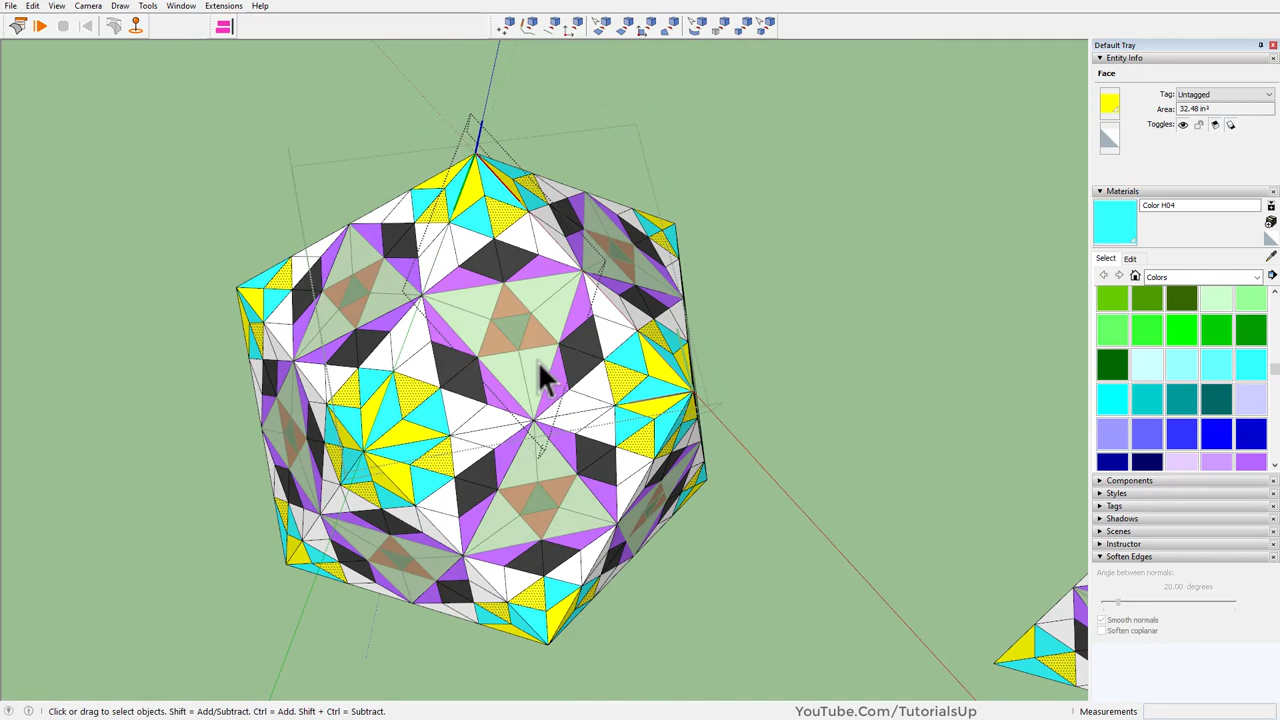 File Edit View Camera Draw Tools Window Extensions Help
Default Tray
Entity Info
Face
Tag: Untagged
Area: 32.48 in²
Toggles:
Materials
Color H04
Select Edit
Colors
Components
Styles
Tags
Shadows
Scenes
Instructor
Soften Edges
Angle between normals:
20.00 degrees
Smooth normals
Soften coplanar
Click or drag to select objects. Shift = Add/Subtract. Ctrl = Add. Shift + Ctrl = Subtract.
YouTube.Com/TutorialsUp
Measurements